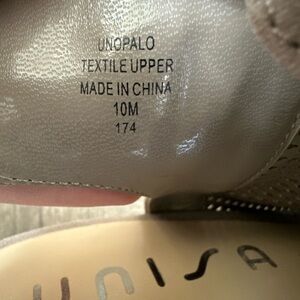 UNOPALO
TEXTILE UPPER
MADE IN CHINA
10M
174
UNISA